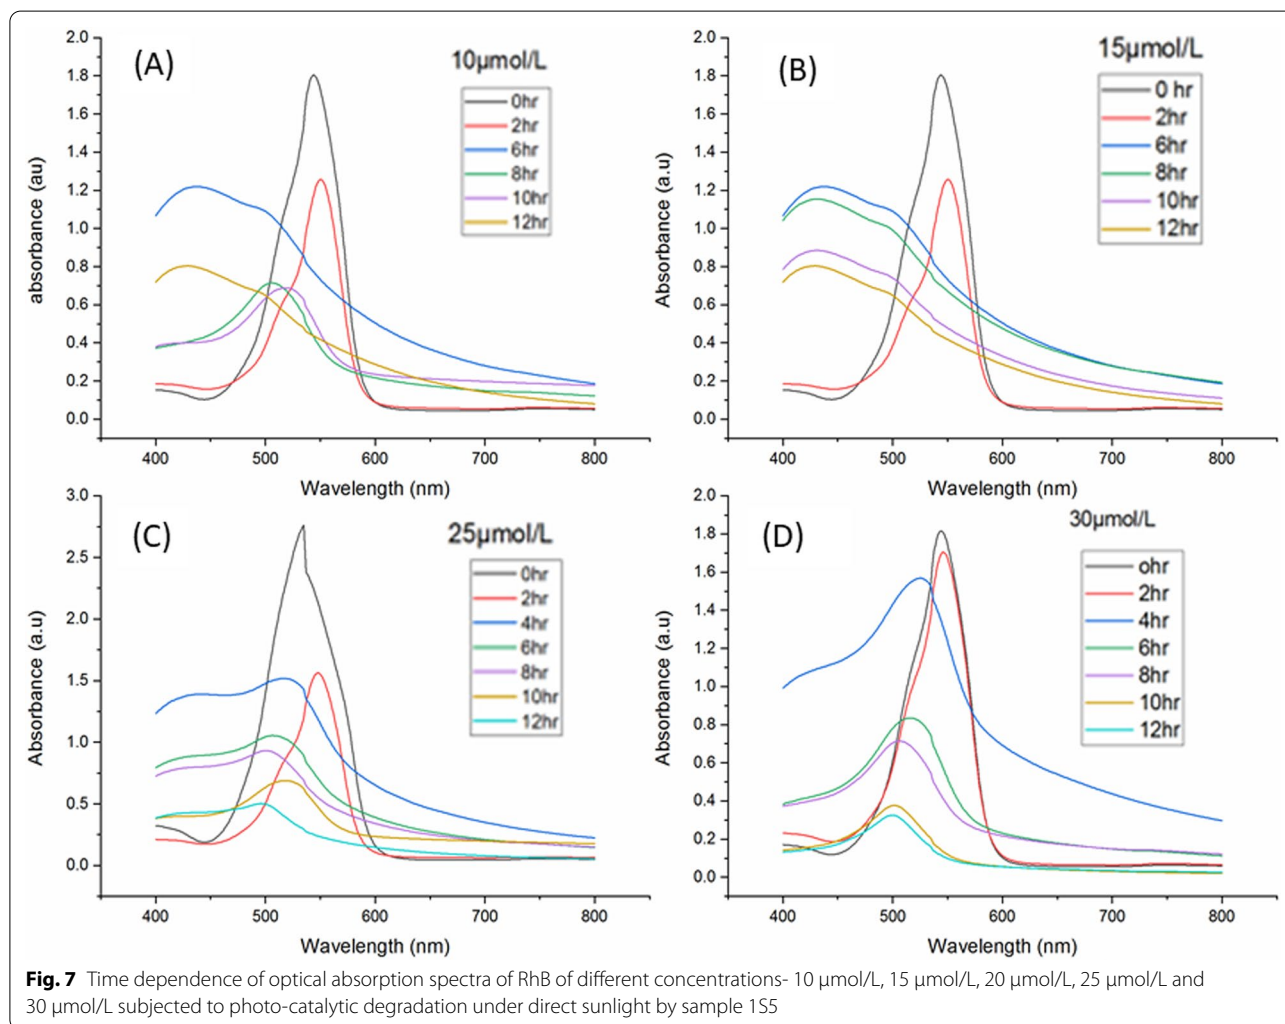 (A)
10µmol/L
0hr
2hr
6hr
8hr
10hr
12hr
2.0
1.8
1.6
1.4
1.2
1.0
0.8
0.6
0.4
0.2
0.0
absorbance (au)
400 500 600 700 800
Wavelength (nm)
(B)
15µmol/L
0 hr
2hr
6hr
8hr
10hr
12hr
2.0
1.8
1.6
1.4
1.2
1.0
0.8
0.6
0.4
0.2
0.0
Absorbance (a.u)
400 500 600 700 800
Wavelength (nm)
(C)
25µmol/L
0hr
2hr
4hr
6hr
8hr
10hr
12hr
3.0
2.5
2.0
1.5
1.0
0.5
0.0
Absorbance (a.u)
400 500 600 700 800
Wavelength (nm)
(D)
30µmol/L
ohr
2hr
4hr
6hr
8hr
10hr
12hr
2.0
1.8
1.6
1.4
1.2
1.0
0.8
0.6
0.4
0.2
0.0
Absorbance (a.u)
400 500 600 700 800
Wavelength (nm)
Fig. 7 Time dependence of optical absorption spectra of RhB of different concentrations- 10 µmol/L, 15 µmol/L, 20 µmol/L, 25 µmol/L and
30 µmol/L subjected to photo-catalytic degradation under direct sunlight by sample 1S5